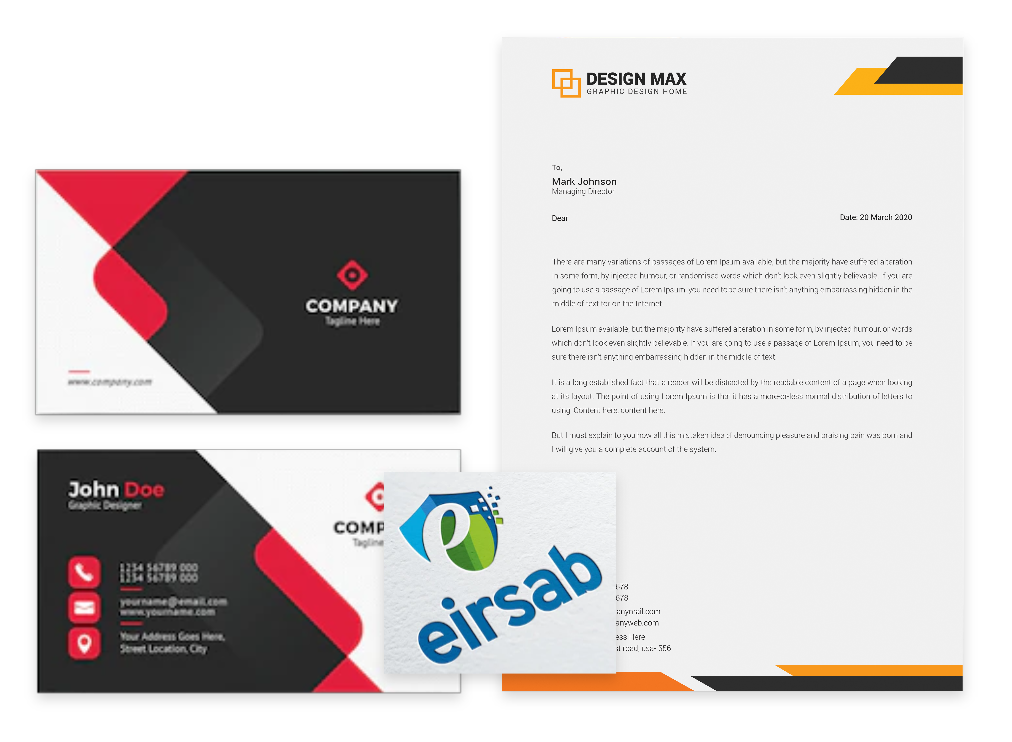 COMPANY
Tagline Here
www.company.com
John Doe
Graphic Designer
1234 56789 000
1234 56789 000
yourname@email.com
www.yourname.com
Your Address Goes Here,
Street Location, City
COMP
Tagline
eirsab
DESIGN MAX
GRAPHIC DESIGN HOME
To,
Mark Johnson
Managing Director
Dear
Date: 20 March 2020
There are many variations of passages of Lorem Ipsum available, but the majority have suffered alteration
in some form, by injected humour, or randomised words which don't look even slightly believable. If you are
going to use a passage of Lorem Ipsum, you need to be sure there isn't anything embarrassing hidden in the
middle of text for on the Internet
Lorem Ipsum available, but the majority have suffered alteration in some form, by injected humour, or words
which don't look even slightly believable. If you are going to use a passage of Lorem Ipsum, you need to be
sure there isn't anything embarrassing hidden in the middle of text
It is a long established fact that a reader will be distracted by the readable content of a page when looking
at its layout. The point of using Lorem Ipsum is that it has a more-or-less normal distribution of letters to
using 'Content here, content here.
But I must explain to you how all this mistaken idea of denouncing pleasure and praising pain was born and
I will give you a complete account of the system.
678
678
anymail.com
anyweb.com
ess Here
st road, usa- 356